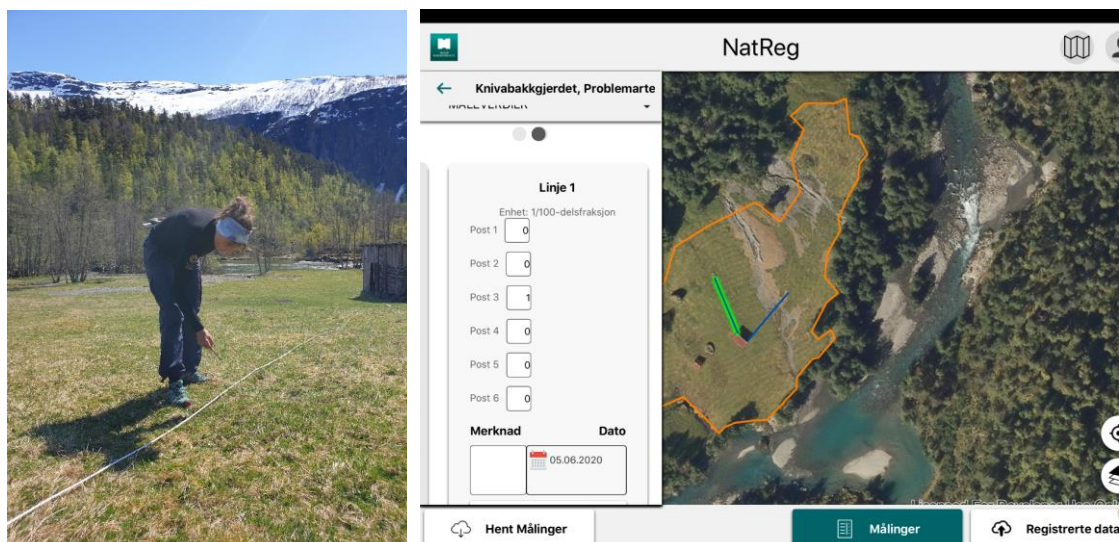 NatReg
Knivabakkgjerdet, Problemarte
MÅLEVERDIER
Linje 1
Enhet: 1/100-delsfraksjon
Post 1 0
Post 2 0
Post 3 1
Post 4 0
Post 5 0
Post 6 0
Merknad Dato
05.06.2020
Hent Målinger
Målinger
Registrerte data